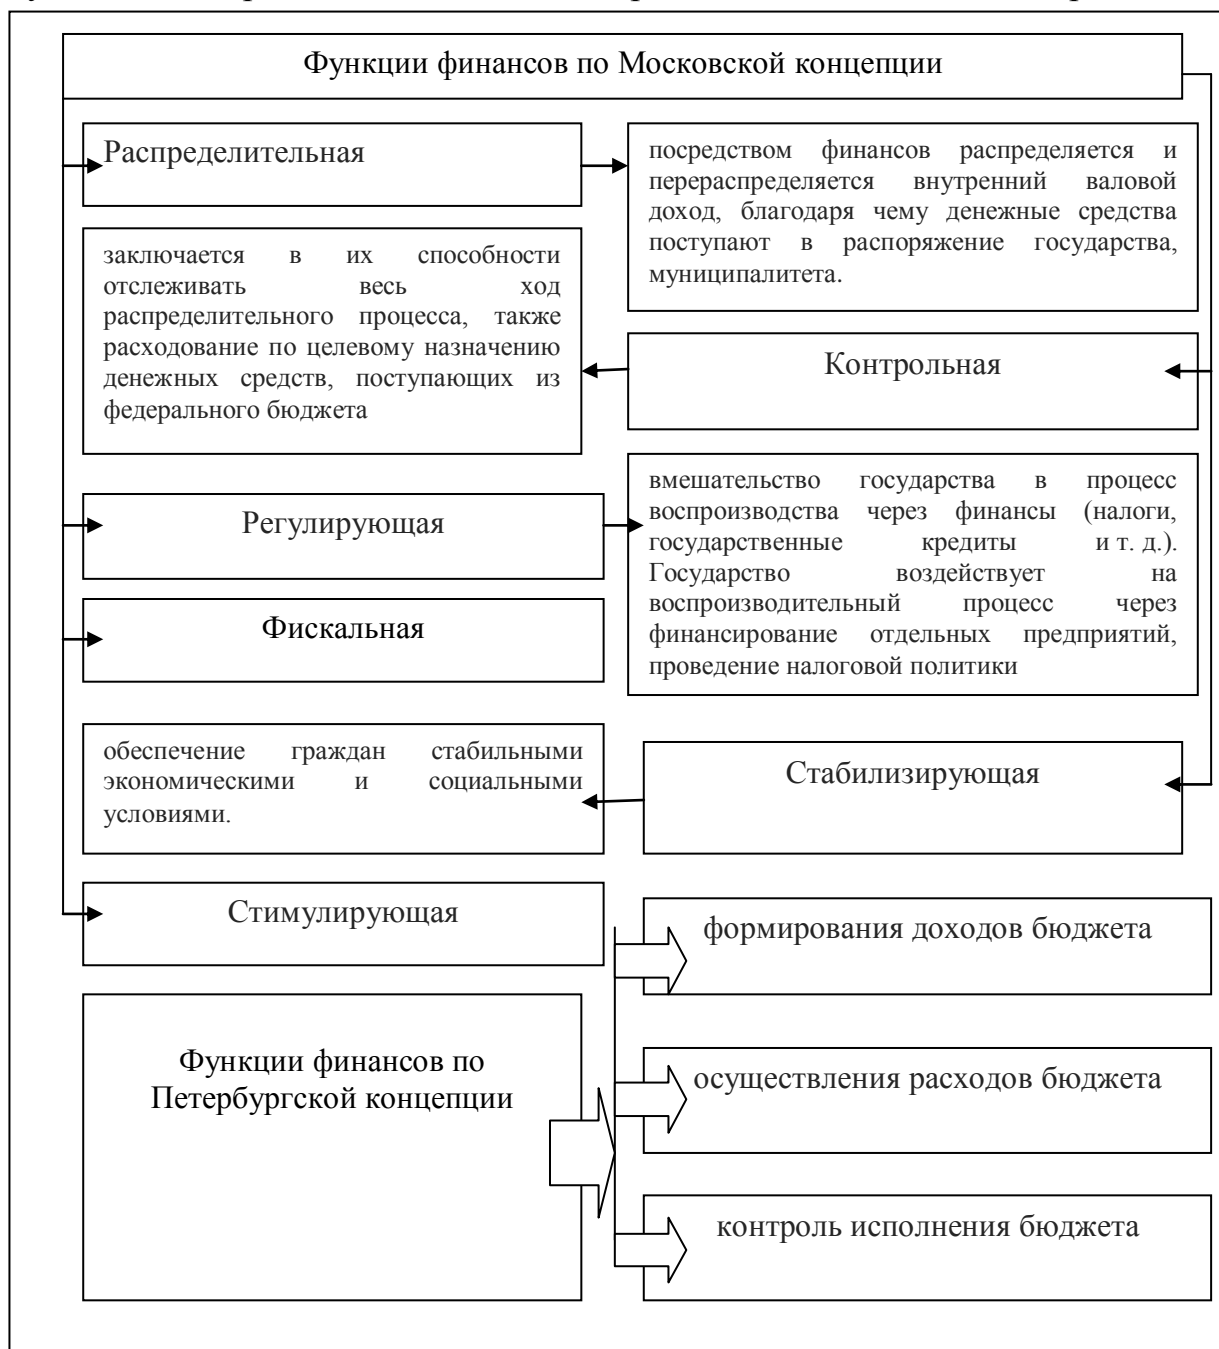 Функции финансов по Московской концепции
Распределительная
посредством финансов распределяется и
перераспределяется внутренний валовой
доход, благодаря чему денежные средства
поступают в распоряжение государства,
муниципалитета.
заключается в их способности
отслеживать весь ход
распределительного процесса, также
расходование по целевому назначению
денежных средств, поступающих из
федерального бюджета
Контрольная
Регулирующая
вмешательство государства в процесс
воспроизводства через финансы (налоги,
государственные кредиты и т. д.).
Государство воздействует на
воспроизводительный процесс через
финансирование отдельных предприятий,
проведение налоговой политики
Фискальная
обеспечение граждан стабильными
экономическими и социальными
условиями.
Стабилизирующая
Стимулирующая
формирования доходов бюджета
Функции финансов по
Петербургской концепции
осуществления расходов бюджета
контроль исполнения бюджета